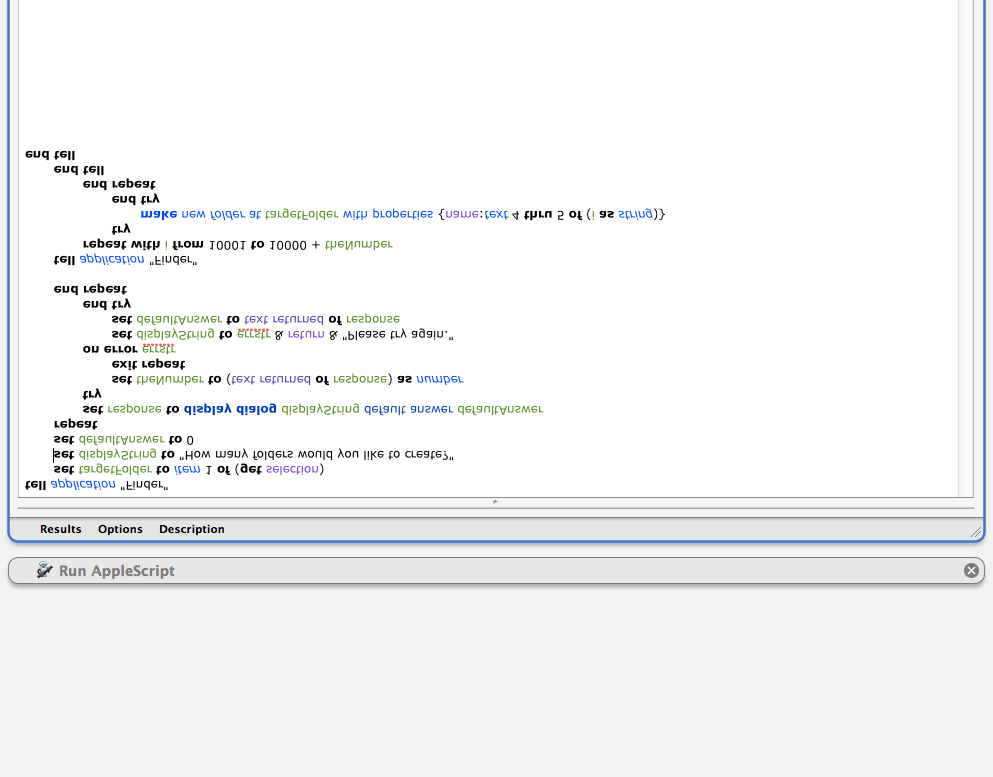 tell application "Finder"
set targetFolder to item 1 of (get selection)
set displayString to "How many folders would you like to create?"
set defaultAnswer to 0
repeat
set response to display dialog displayString default answer defaultAnswer
try
set theNumber to (text returned of response) as number
exit repeat
on error errstr
set displayString to errstr & return & "Please try again."
set defaultAnswer to text returned of response
end try
end repeat
tell application "Finder"
repeat with i from 10001 to 10000 + theNumber
try
make new folder at targetFolder with properties {name:text 4 thru 5 of (i as string)}
end try
end repeat
end tell
end tell
Results Options Description
Run AppleScript